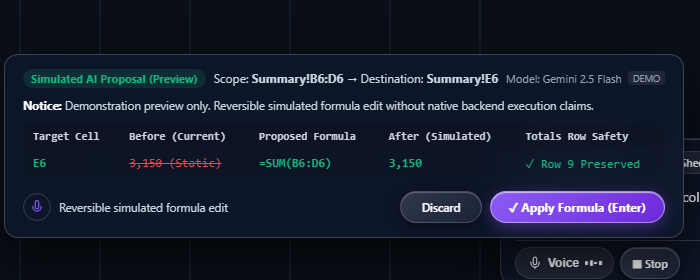 Simulated AI Proposal (Preview) Scope: Summary!B6:D6 → Destination: Summary!E6 Model: Gemini 2.5 Flash DEMO
Notice: Demonstration preview only. Reversible simulated formula edit without native backend execution claims.
Target Cell Before (Current) Proposed Formula After (Simulated) Totals Row Safety
E6 3,150 (Static) =SUM(B6:D6) 3,150 ✓ Row 9 Preserved
Reversible simulated formula edit Discard ✓ Apply Formula (Enter)
Voice Stop